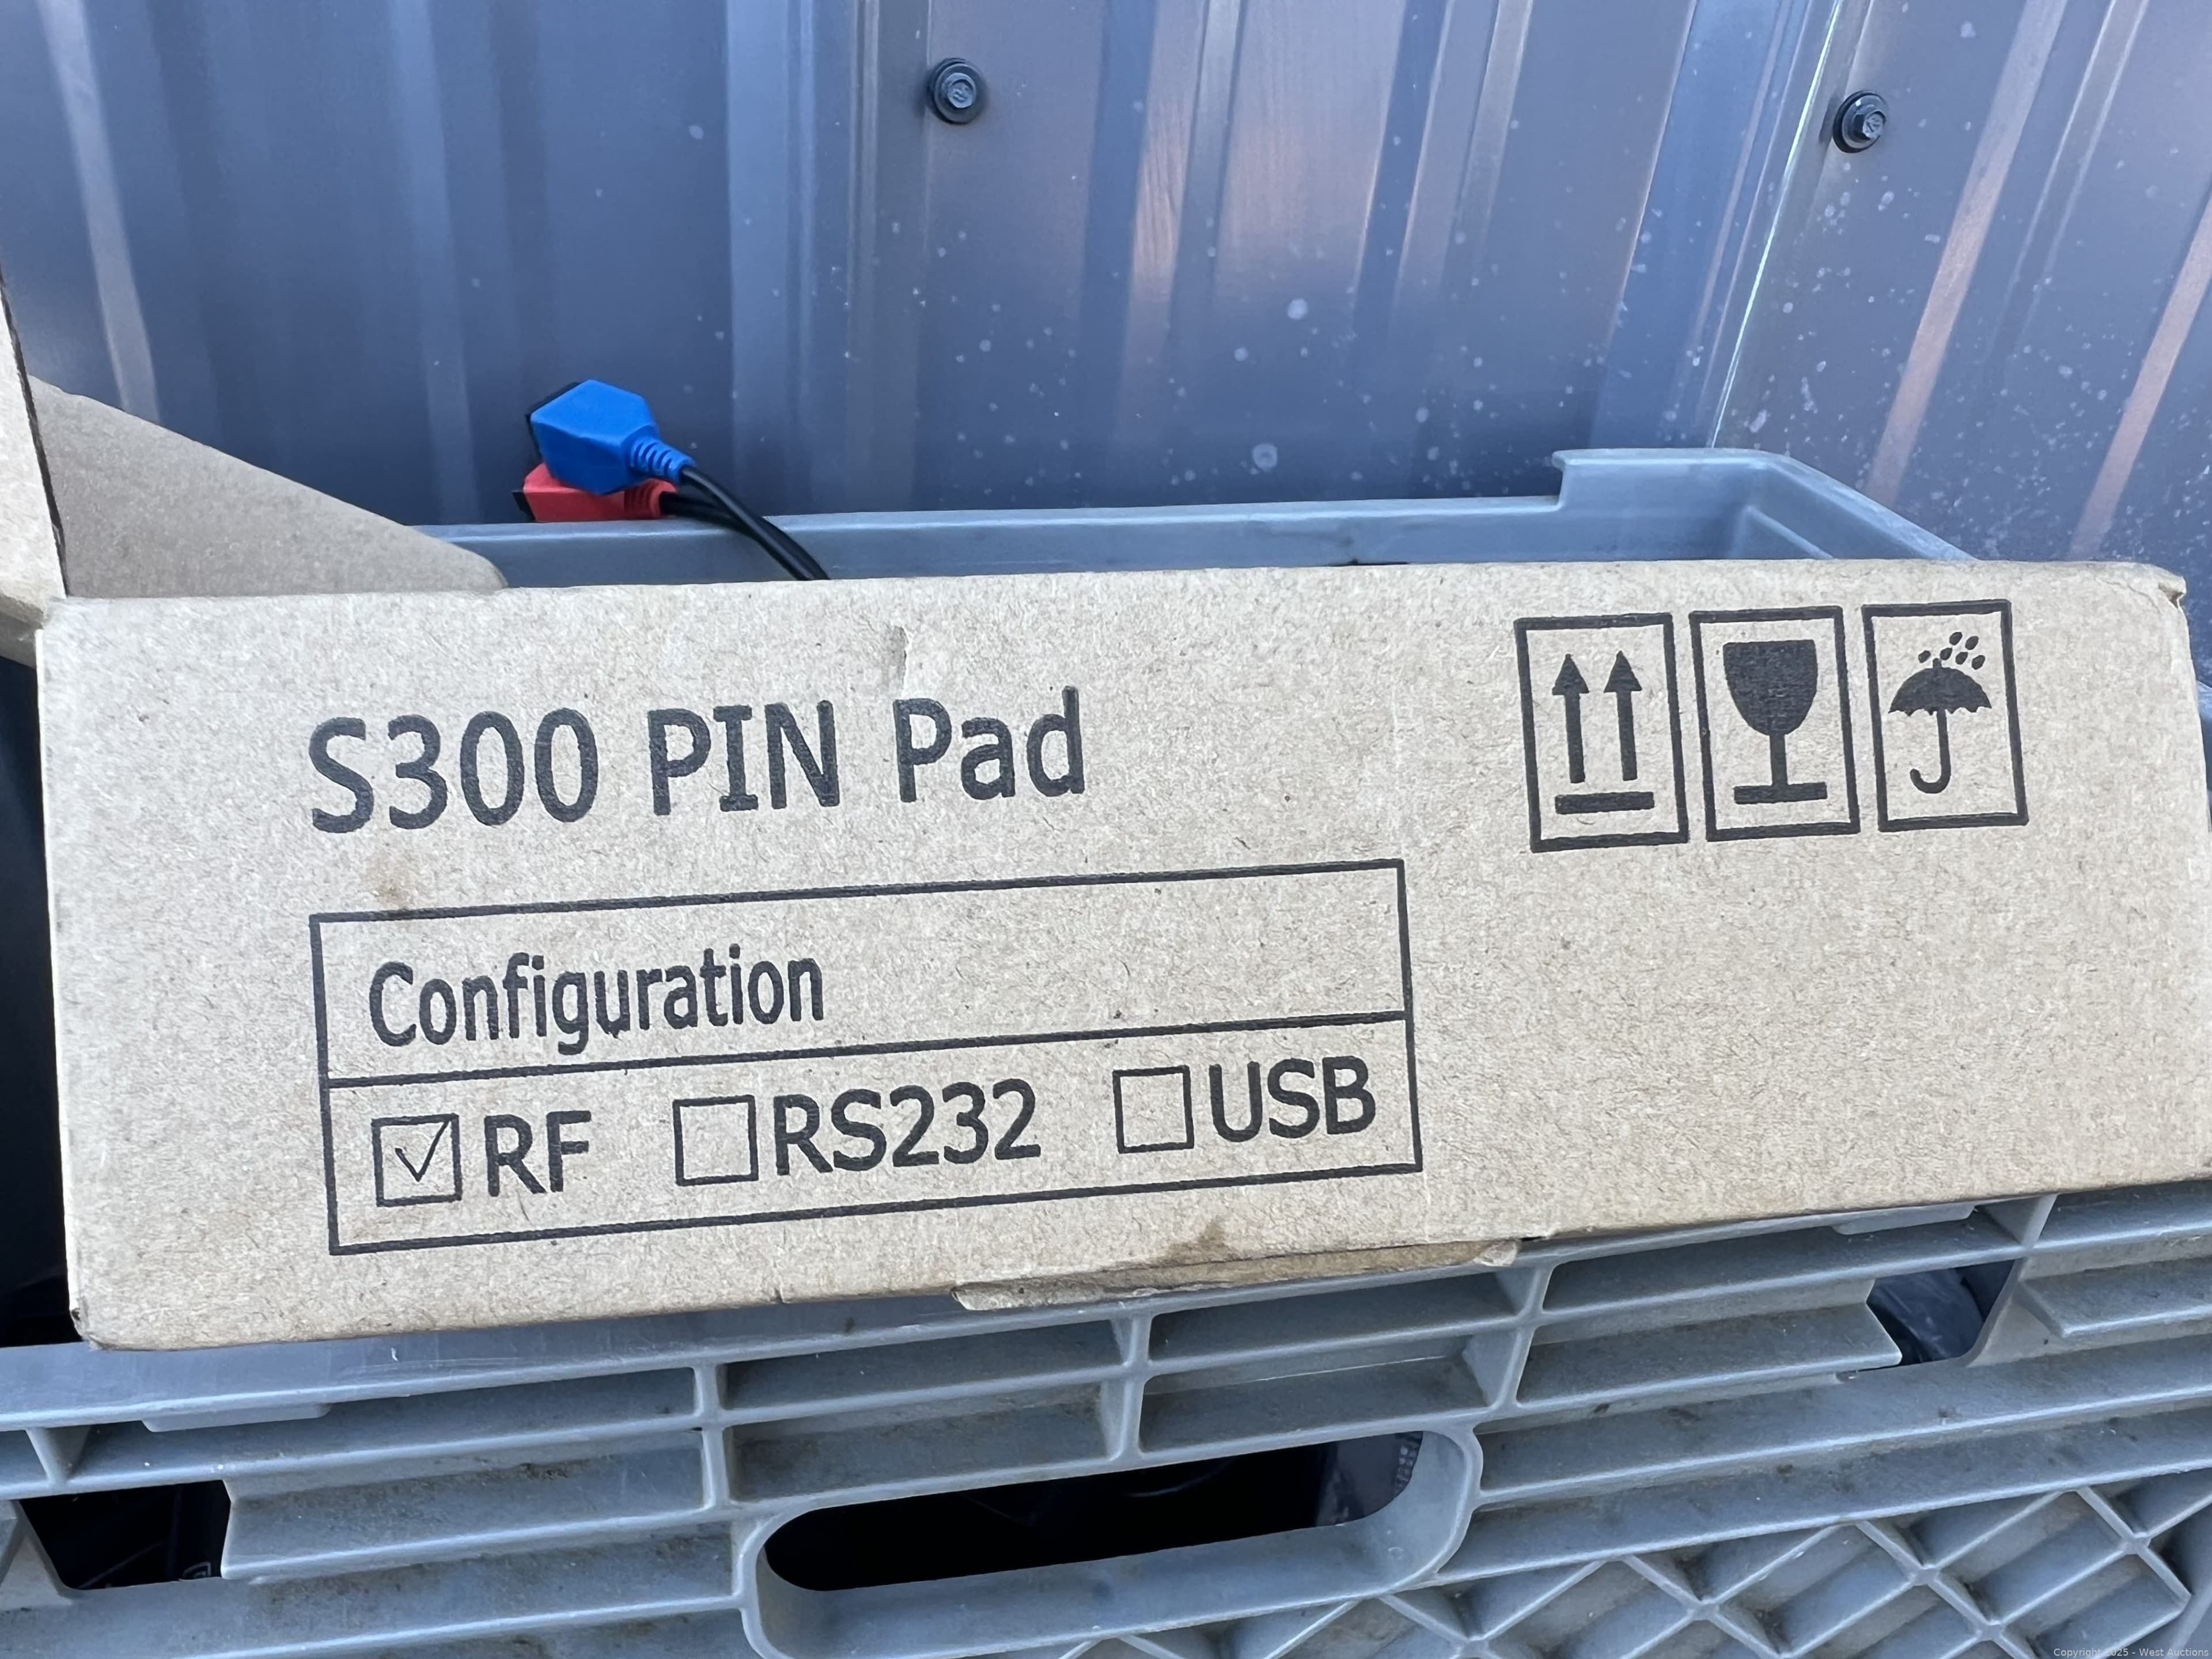 S300 PIN Pad
Configuration
RF RS232 USB
Copyright 2025 - West Auctions